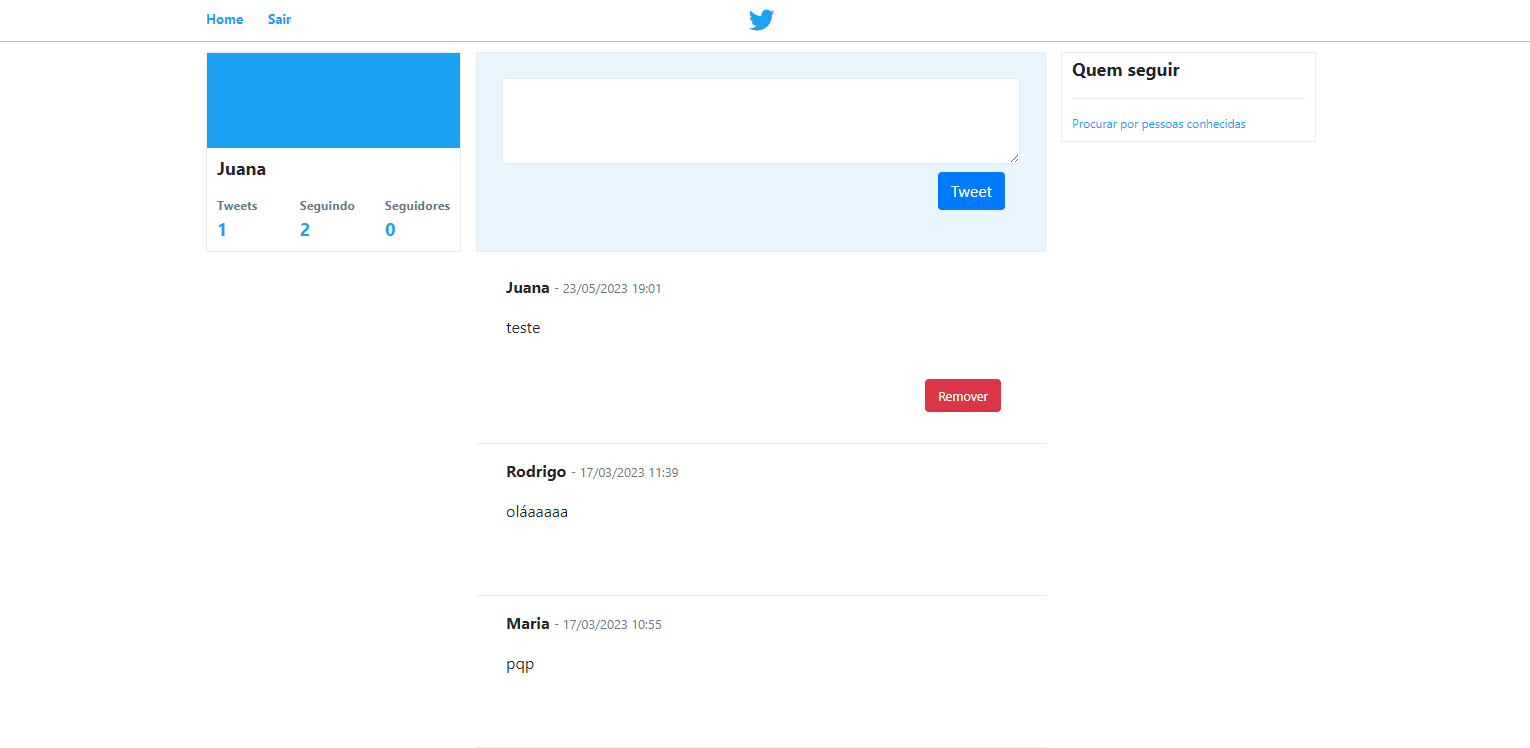 Home Sair
Juana
Tweets Seguindo Seguidores
1 2 0
Tweet
Juana - 23/05/2023 19:01
teste
Remover
Rodrigo - 17/03/2023 11:39
oláaaaaa
Maria - 17/03/2023 10:55
pqp
Quem seguir
Procurar por pessoas conhecidas